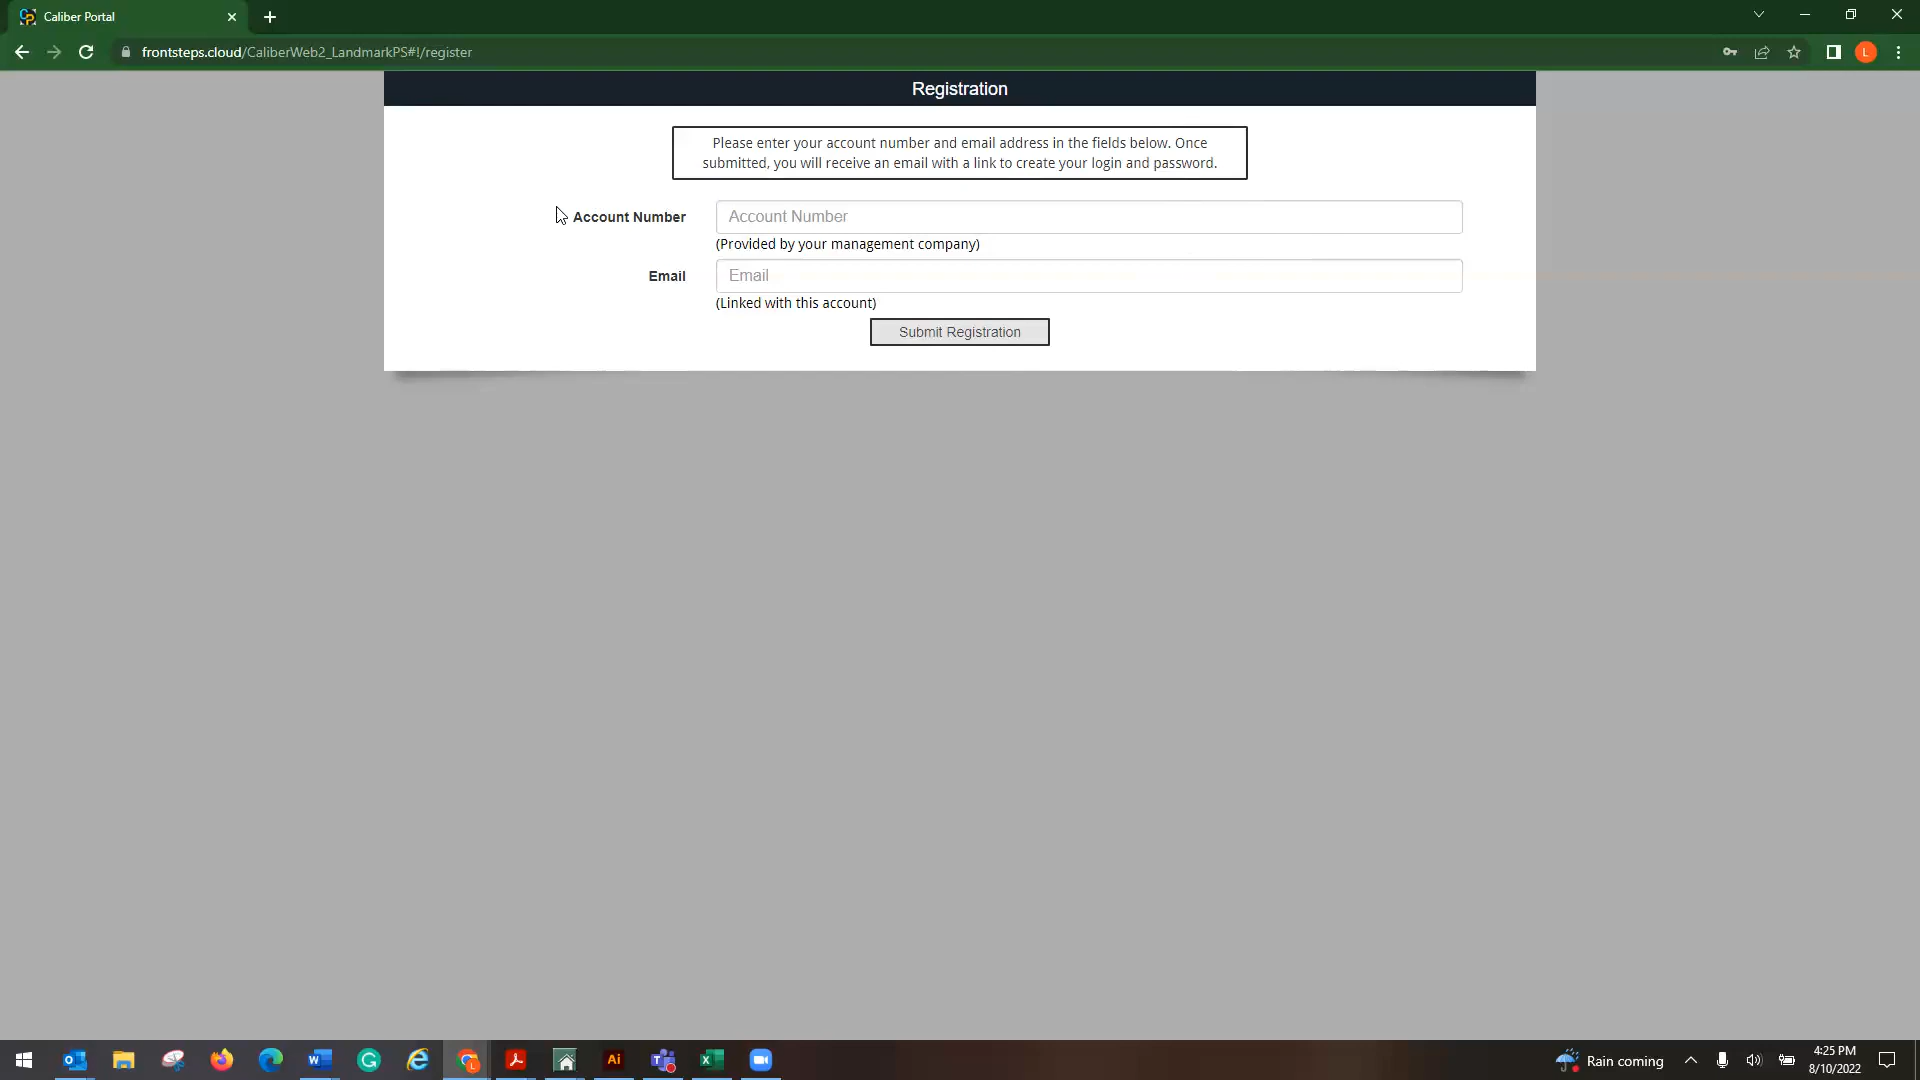 Caliber Portal
frontsteps.cloud/CaliberWeb2_LandmarkPS#!/register
L
Registration
Please enter your account number and email address in the fields below. Once
submitted, you will receive an email with a link to create your login and password.
Account Number
Account Number
(Provided by your management company)
Email
Email
(Linked with this account)
Submit Registration
Rain coming
4:25 PM
8/10/2022